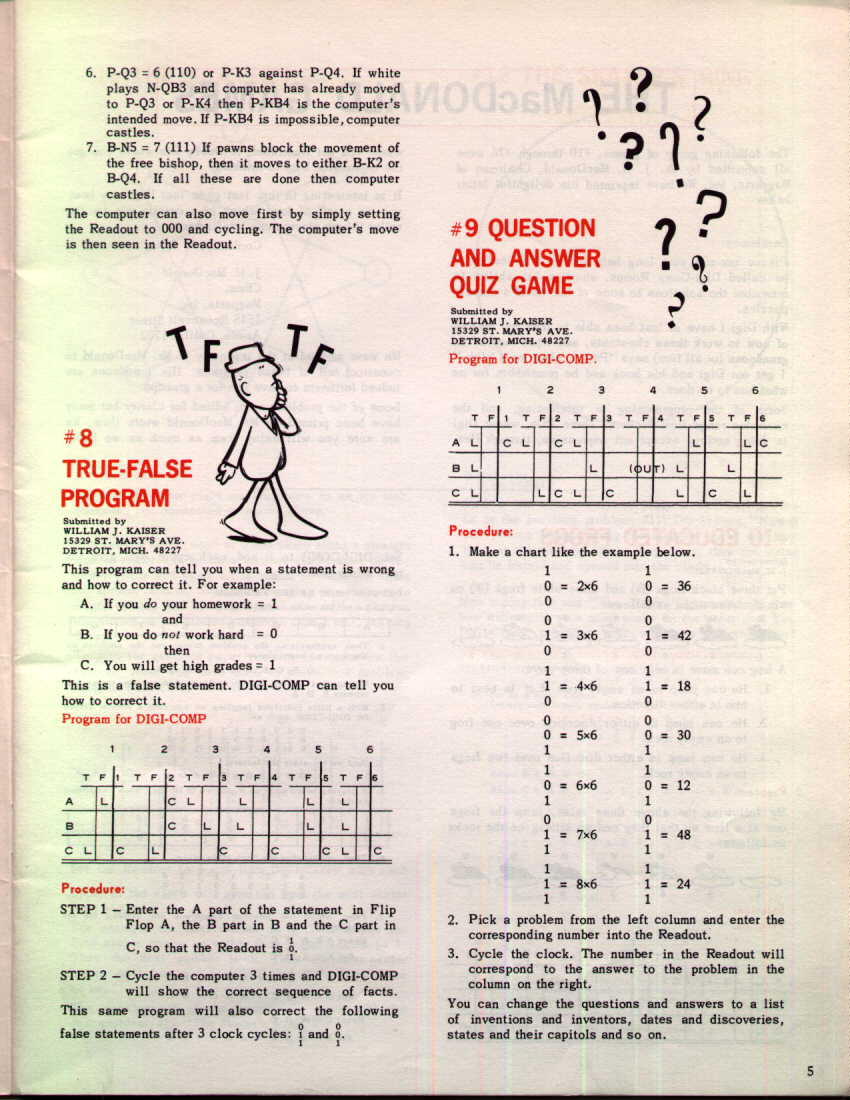 6. P-Q3 = 6 (110) or P-K3 against P-Q4. If white
plays N-QB3 and computer has already moved
to P-Q3 or P-K4 then P-KB4 is the computer's
intended move. If P-KB4 is impossible, computer
castles.
7. B-N5 = 7 (111) If pawns block the movement of
the free bishop, then it moves to either B-K2 or
B-Q4. If all these are done then computer
castles.
The computer can also move first by simply setting
the Readout to 000 and cycling. The computer's move
is then seen in the Readout.
T F T F
#8
TRUE-FALSE
PROGRAM
Submitted by
WILLIAM J. KAISER
15329 ST. MARY'S AVE.
DETROIT, MICH. 48227
This program can tell you when a statement is wrong
and how to correct it. For example:
A. If you do your homework = 1
and
B. If you do not work hard = 0
then
C. You will get high grades = 1
This is a false statement. DIGI-COMP can tell you
how to correct it.
Program for DIGI-COMP
1 2 3 4 5 6
T F 1 T F 2 T F 3 T F 4 T F 5 T F 6
A L C L L L L
B C L L L L
C L C L C C C L C
Procedure:
STEP 1 – Enter the A part of the statement in Flip
Flop A, the B part in B and the C part in
C, so that the Readout is 1
0.
1
STEP 2 – Cycle the computer 3 times and DIGI-COMP
will show the correct sequence of facts.
This same program will also correct the following
false statements after 3 clock cycles: 0 0
1 and 0.
1 1
? ? ? ? ? ? ? ? ?
#9 QUESTION
AND ANSWER
QUIZ GAME
Submitted by
WILLIAM J. KAISER
15329 ST. MARY'S AVE.
DETROIT, MICH. 48227
Program for DIGI-COMP.
1 2 3 4 5 6
T F 1 T F 2 T F 3 T F 4 T F 5 T F 6
A L C L C L L L C
B L L (OUT) L L
C L L C L C L C L
Procedure:
1. Make a chart like the example below.
1 1
0 = 2×6 0 = 36
0 0
0 0
1 = 3×6 1 = 42
0 0
1 1
1 = 4×6 1 = 18
0 0
0 0
0 = 5×6 0 = 30
1 1
1 1
0 = 6×6 0 = 12
1 1
0 0
1 = 7×6 1 = 48
1 1
1 1
1 = 8×6 1 = 24
1 1
2. Pick a problem from the left column and enter the
corresponding number into the Readout.
3. Cycle the clock. The number in the Readout will
correspond to the answer to the problem in the
column on the right.
You can change the questions and answers to a list
of inventions and inventors, dates and discoveries,
states and their capitols and so on.
5